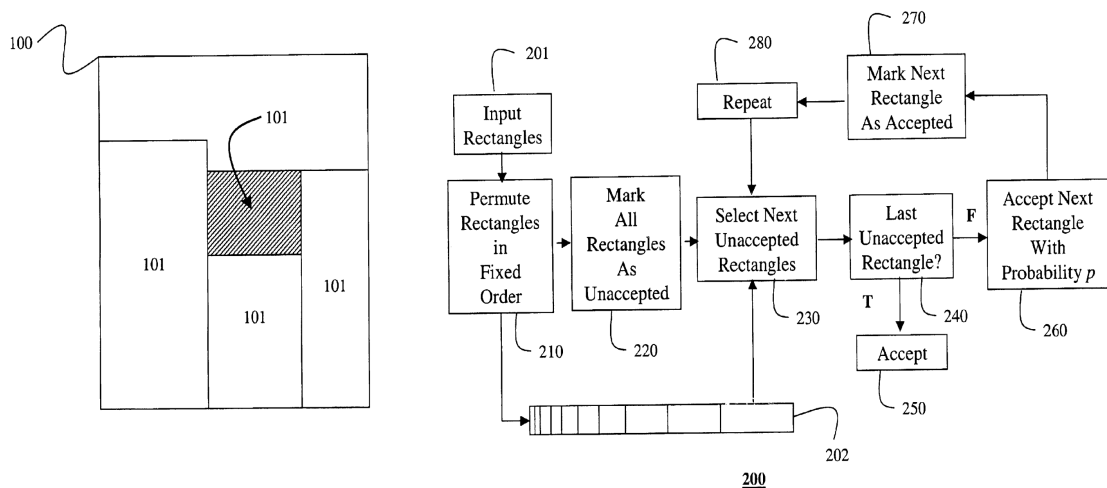 100
101
101
101
101
201
Input
Rectangles
Permute
Rectangles
in
Fixed
Order
210
Mark
All
Rectangles
As
Unaccepted
220
280
Repeat
Select Next
Unaccepted
Rectangles
230
270
Mark Next
Rectangle
As Accepted
Last
Unaccepted
Rectangle?
240
F
T
Accept
250
Accept Next
Rectangle
With
Probability p
260
202
200